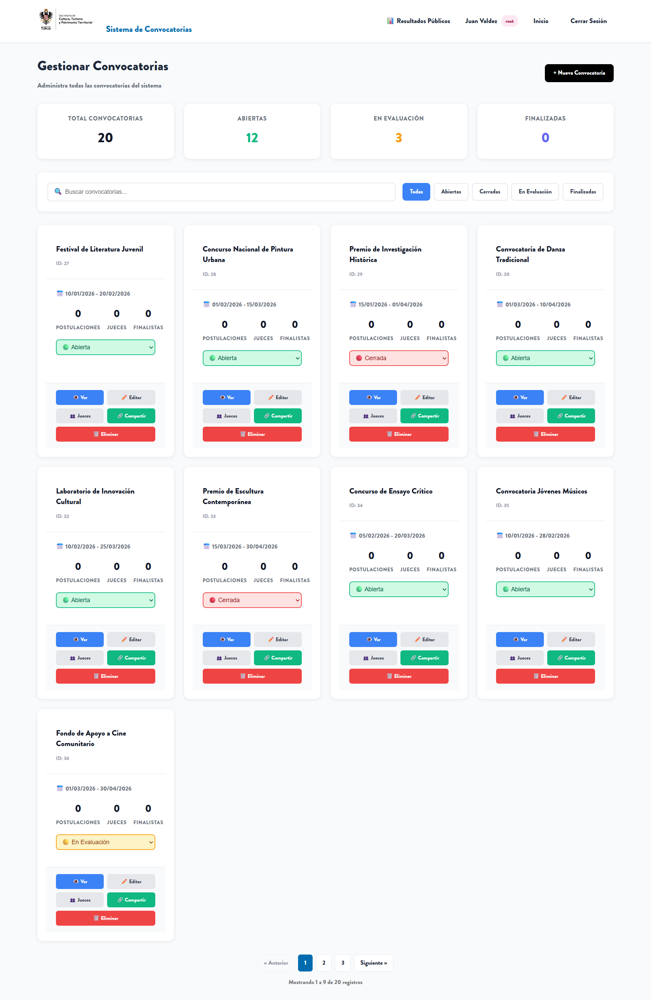 Secretaría de
Cultura, Turismo
y Patrimonio Territorial
TUNJA
Sistema de Convocatorias
Resultados Públicos
Juan Valdez
root
Inicio
Cerrar Sesión
Gestionar Convocatorias
Administra todas las convocatorias del sistema
+ Nueva Convocatoria
TOTAL CONVOCATORIAS
20
ABIERTAS
12
EN EVALUACIÓN
3
FINALIZADAS
0
Buscar convocatorias...
Todas
Abiertas
Cerradas
En Evaluación
Finalizadas
Festival de Literatura Juvenil
ID: 27
10/01/2026 - 20/02/2026
0 0 0
POSTULACIONES JUECES FINALISTAS
Abierta
Ver Editar
Jueces Compartir
Eliminar
Concurso Nacional de Pintura
Urbana
ID: 28
01/02/2026 - 15/03/2026
0 0 0
POSTULACIONES JUECES FINALISTAS
Abierta
Ver Editar
Jueces Compartir
Eliminar
Premio de Investigación
Histórica
ID: 29
15/01/2026 - 01/04/2026
0 0 0
POSTULACIONES JUECES FINALISTAS
Cerrada
Ver Editar
Jueces Compartir
Eliminar
Convocatoria de Danza
Tradicional
ID: 30
01/03/2026 - 10/04/2026
0 0 0
POSTULACIONES JUECES FINALISTAS
Abierta
Ver Editar
Jueces Compartir
Eliminar
Laboratorio de Innovación
Cultural
ID: 32
10/02/2026 - 25/03/2026
0 0 0
POSTULACIONES JUECES FINALISTAS
Abierta
Ver Editar
Jueces Compartir
Eliminar
Premio de Escultura
Contemporánea
ID: 33
15/03/2026 - 30/04/2026
0 0 0
POSTULACIONES JUECES FINALISTAS
Cerrada
Ver Editar
Jueces Compartir
Eliminar
Concurso de Ensayo Crítico
ID: 34
05/02/2026 - 20/03/2026
0 0 0
POSTULACIONES JUECES FINALISTAS
Abierta
Ver Editar
Jueces Compartir
Eliminar
Convocatoria Jóvenes Músicos
ID: 35
10/01/2026 - 28/02/2026
0 0 0
POSTULACIONES JUECES FINALISTAS
Abierta
Ver Editar
Jueces Compartir
Eliminar
Fondo de Apoyo a Cine
Comunitario
ID: 36
01/03/2026 - 30/04/2026
0 0 0
POSTULACIONES JUECES FINALISTAS
En Evaluación
Ver Editar
Jueces Compartir
Eliminar
« Anterior 1 2 3 Siguiente »
Mostrando 1 a 9 de 20 registros